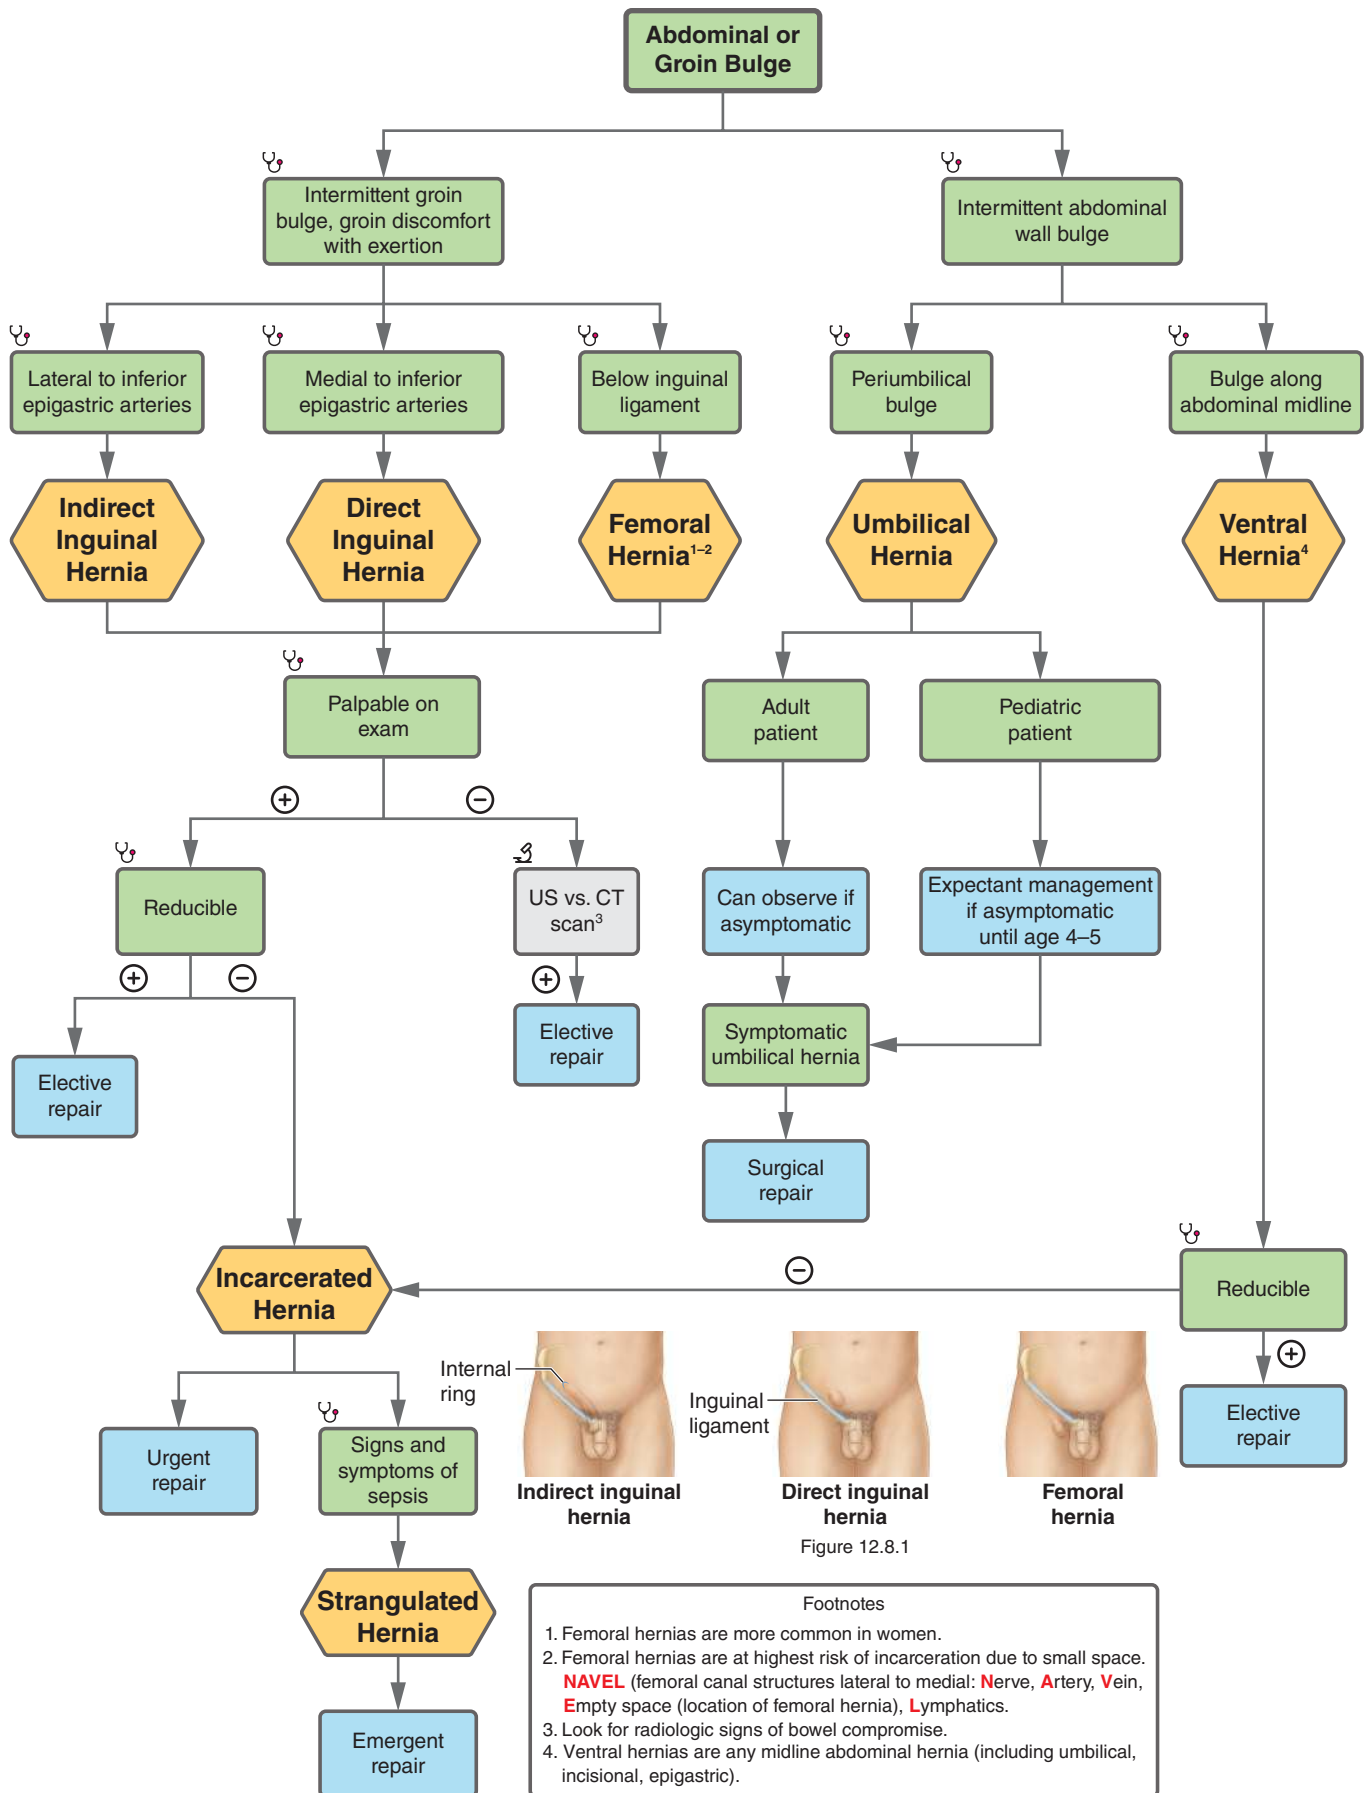 Abdominal or
Groin Bulge
Intermittent groin
bulge, groin discomfort
with exertion
Intermittent abdominal
wall bulge
Lateral to inferior
epigastric arteries
Medial to inferior
epigastric arteries
Below inguinal
ligament
Periumbilical
bulge
Bulge along
abdominal midline
Indirect
Inguinal
Hernia
Direct
Inguinal
Hernia
Femoral
Hernia1–2
Umbilical
Hernia
Ventral
Hernia4
Palpable on
exam
Adult
patient
Pediatric
patient
+
−
Reducible
US vs. CT
scan3
Can observe if
asymptomatic
Expectant management
if asymptomatic
until age 4–5
+
−
+
Elective
repair
Elective
repair
Symptomatic
umbilical hernia
Surgical
repair
Incarcerated
Hernia
−
Reducible
+
Elective
repair
Urgent
repair
Signs and
symptoms of
sepsis
Internal
ring
Inguinal
ligament
Indirect inguinal
hernia
Direct inguinal
hernia
Femoral
hernia
Figure 12.8.1
Strangulated
Hernia
Emergent
repair
Footnotes
1. Femoral hernias are more common in women.
2. Femoral hernias are at highest risk of incarceration due to small space.
NAVEL (femoral canal structures lateral to medial: Nerve, Artery, Vein,
Empty space (location of femoral hernia), Lymphatics.
3. Look for radiologic signs of bowel compromise.
4. Ventral hernias are any midline abdominal hernia (including umbilical,
incisional, epigastric).